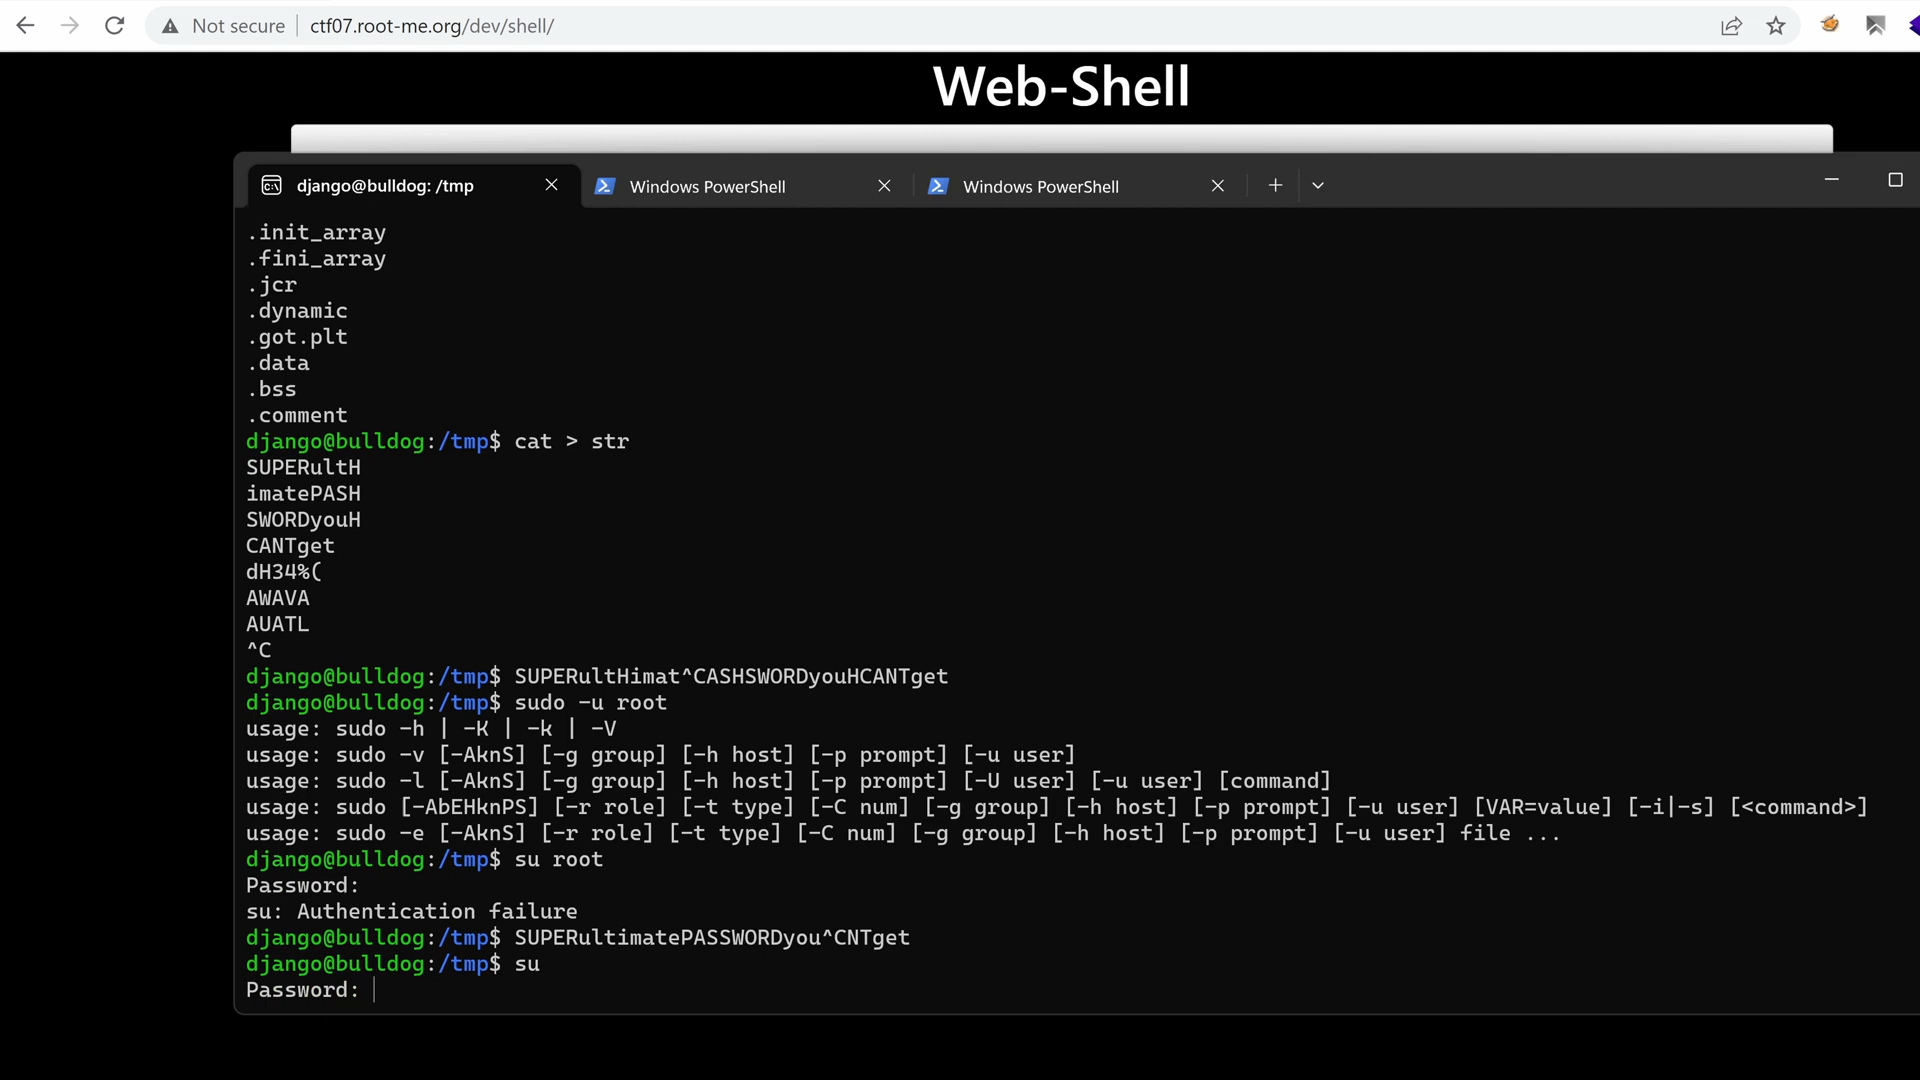 Not secure ctf07.root-me.org/dev/shell/
Web-Shell
django@bulldog: /tmp Windows PowerShell Windows PowerShell
.init_array
.fini_array
.jcr
.dynamic
.got.plt
.data
.bss
.comment
django@bulldog:/tmp$ cat > str
SUPERultH
imatePASH
SWORDyouH
CANTget
dH34%(
AWAVA
AUATL
^C
django@bulldog:/tmp$ SUPERultHimat^CASHSWORDyouHCANTget
django@bulldog:/tmp$ sudo -u root
usage: sudo -h | -K | -k | -V
usage: sudo -v [-AknS] [-g group] [-h host] [-p prompt] [-u user]
usage: sudo -l [-AknS] [-g group] [-h host] [-p prompt] [-U user] [-u user] [command]
usage: sudo [-AbEHknPS] [-r role] [-t type] [-C num] [-g group] [-h host] [-p prompt] [-u user] [VAR=value] [-i|-s] [<command>]
usage: sudo -e [-AknS] [-r role] [-t type] [-C num] [-g group] [-h host] [-p prompt] [-u user] file ...
django@bulldog:/tmp$ su root
Password:
su: Authentication failure
django@bulldog:/tmp$ SUPERultimatePASSWORDyou^CNTget
django@bulldog:/tmp$ su
Password: